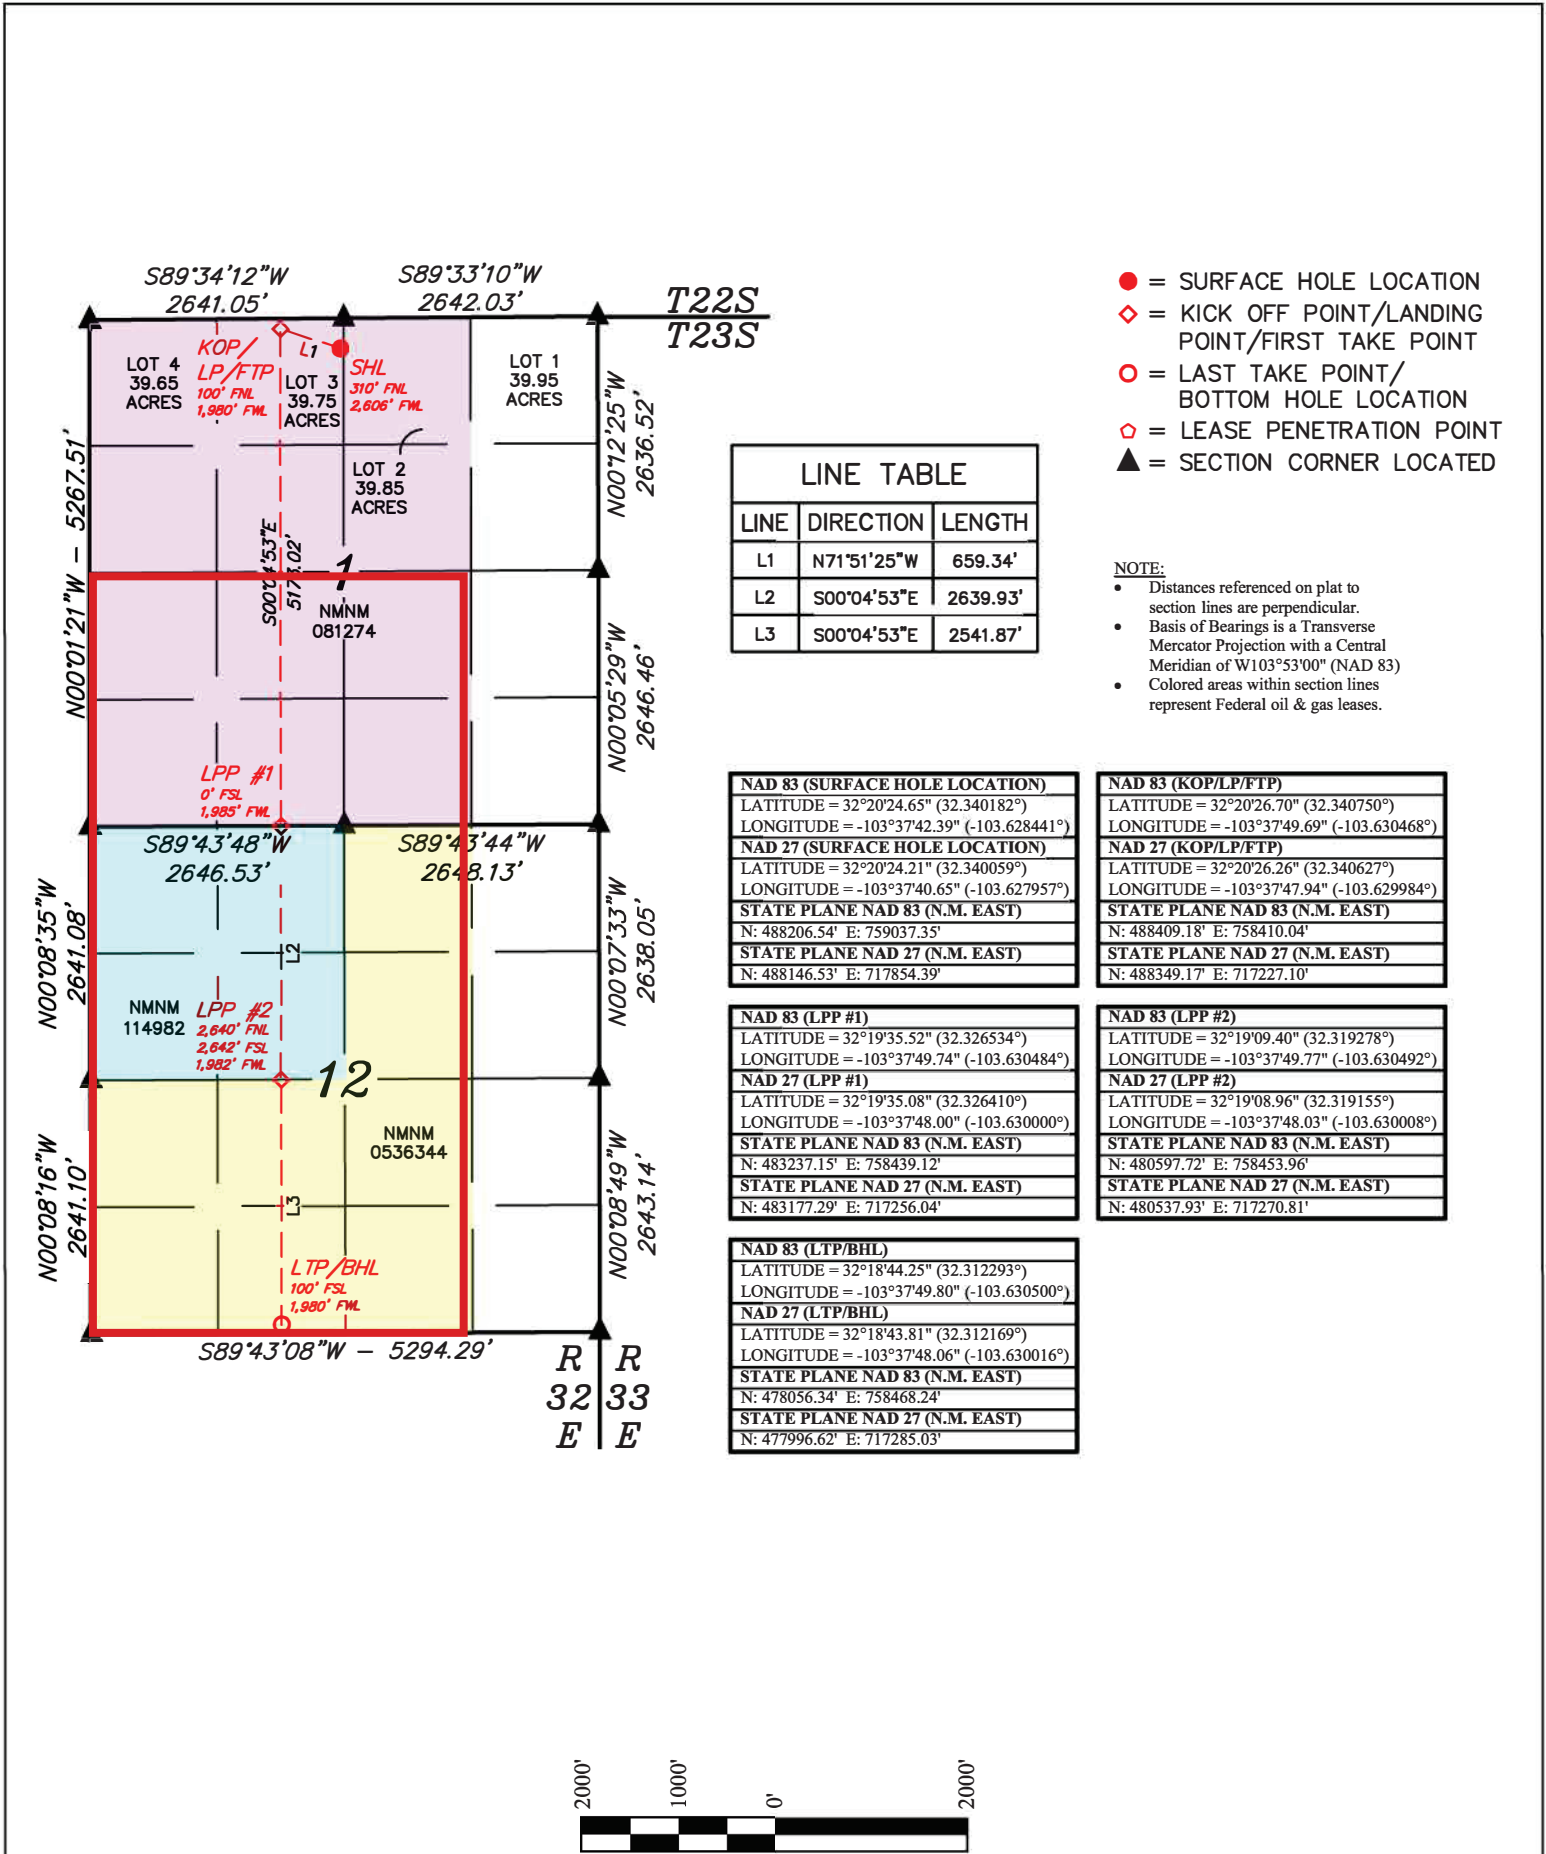 S89°34'12"W
2641.05'
S89°33'10"W
2642.03'
T22S
T23S
LOT 4
39.65
ACRES
KOP/
LP/FTP
100' FNL
1,980' FWL
L1
LOT 3
39.75
ACRES
SHL
310' FNL
2,606' FWL
LOT 1
39.95
ACRES
LOT 2
39.85
ACRES
N00°01'21"W – 5267.51'
N00°12'25"W
2636.52'
S00°04'53"E
1
NMNM
081274
N00°05'29"W
2646.46'
LPP #1
0' FSL
1,985' FWL
S89°43'48"W
2646.53'
S89°43'44"W
2648.13'
N00°08'35"W
2641.08'
L2
N00°07'33"W
2638.05'
NMNM
114982
LPP #2
2,640' FNL
2,642' FSL
1,982' FWL
12
NMNM
0536344
N00°08'16"W
2641.10'
L3
N00°08'49"W
2643.14'
LTP/BHL
100' FSL
1,980' FWL
S89°43'08"W – 5294.29'
R R
32 33
E E
= SURFACE HOLE LOCATION
= KICK OFF POINT/LANDING
POINT/FIRST TAKE POINT
= LAST TAKE POINT/
BOTTOM HOLE LOCATION
= LEASE PENETRATION POINT
= SECTION CORNER LOCATED
LINE TABLE
LINE DIRECTION LENGTH
L1 N71°51'25"W 659.34'
L2 S00°04'53"E 2639.93'
L3 S00°04'53"E 2541.87'
NOTE:
• Distances referenced on plat to
section lines are perpendicular.
• Basis of Bearings is a Transverse
Mercator Projection with a Central
Meridian of W103°53'00" (NAD 83)
• Colored areas within section lines
represent Federal oil & gas leases.
NAD 83 (SURFACE HOLE LOCATION)
LATITUDE = 32°20'24.65" (32.340182°)
LONGITUDE = -103°37'42.39" (-103.628441°)
NAD 27 (SURFACE HOLE LOCATION)
LATITUDE = 32°20'24.21" (32.340059°)
LONGITUDE = -103°37'40.65" (-103.627957°)
STATE PLANE NAD 83 (N.M. EAST)
N: 488206.54' E: 759037.35'
STATE PLANE NAD 27 (N.M. EAST)
N: 488146.53' E: 717854.39'
NAD 83 (KOP/LP/FTP)
LATITUDE = 32°20'26.70" (32.340750°)
LONGITUDE = -103°37'49.69" (-103.630468°)
NAD 27 (KOP/LP/FTP)
LATITUDE = 32°20'26.26" (32.340627°)
LONGITUDE = -103°37'47.94" (-103.629984°)
STATE PLANE NAD 83 (N.M. EAST)
N: 488409.18' E: 758410.04'
STATE PLANE NAD 27 (N.M. EAST)
N: 488349.17' E: 717227.10'
NAD 83 (LPP #1)
LATITUDE = 32°19'35.52" (32.326534°)
LONGITUDE = -103°37'49.74" (-103.630484°)
NAD 27 (LPP #1)
LATITUDE = 32°19'35.08" (32.326410°)
LONGITUDE = -103°37'48.00" (-103.630000°)
STATE PLANE NAD 83 (N.M. EAST)
N: 483237.15' E: 758439.12'
STATE PLANE NAD 27 (N.M. EAST)
N: 483177.29' E: 717256.04'
NAD 83 (LPP #2)
LATITUDE = 32°19'09.40" (32.319278°)
LONGITUDE = -103°37'49.77" (-103.630492°)
NAD 27 (LPP #2)
LATITUDE = 32°19'08.96" (32.319155°)
LONGITUDE = -103°37'48.03" (-103.630008°)
STATE PLANE NAD 83 (N.M. EAST)
N: 480597.72' E: 758453.96'
STATE PLANE NAD 27 (N.M. EAST)
N: 480537.93' E: 717270.81'
NAD 83 (LTP/BHL)
LATITUDE = 32°18'44.25" (32.312293°)
LONGITUDE = -103°37'49.80" (-103.630500°)
NAD 27 (LTP/BHL)
LATITUDE = 32°18'43.81" (32.312169°)
LONGITUDE = -103°37'48.06" (-103.630016°)
STATE PLANE NAD 83 (N.M. EAST)
N: 478056.34' E: 758468.24'
STATE PLANE NAD 27 (N.M. EAST)
N: 477996.62' E: 717285.03'
2000' 1000' 0' 2000'